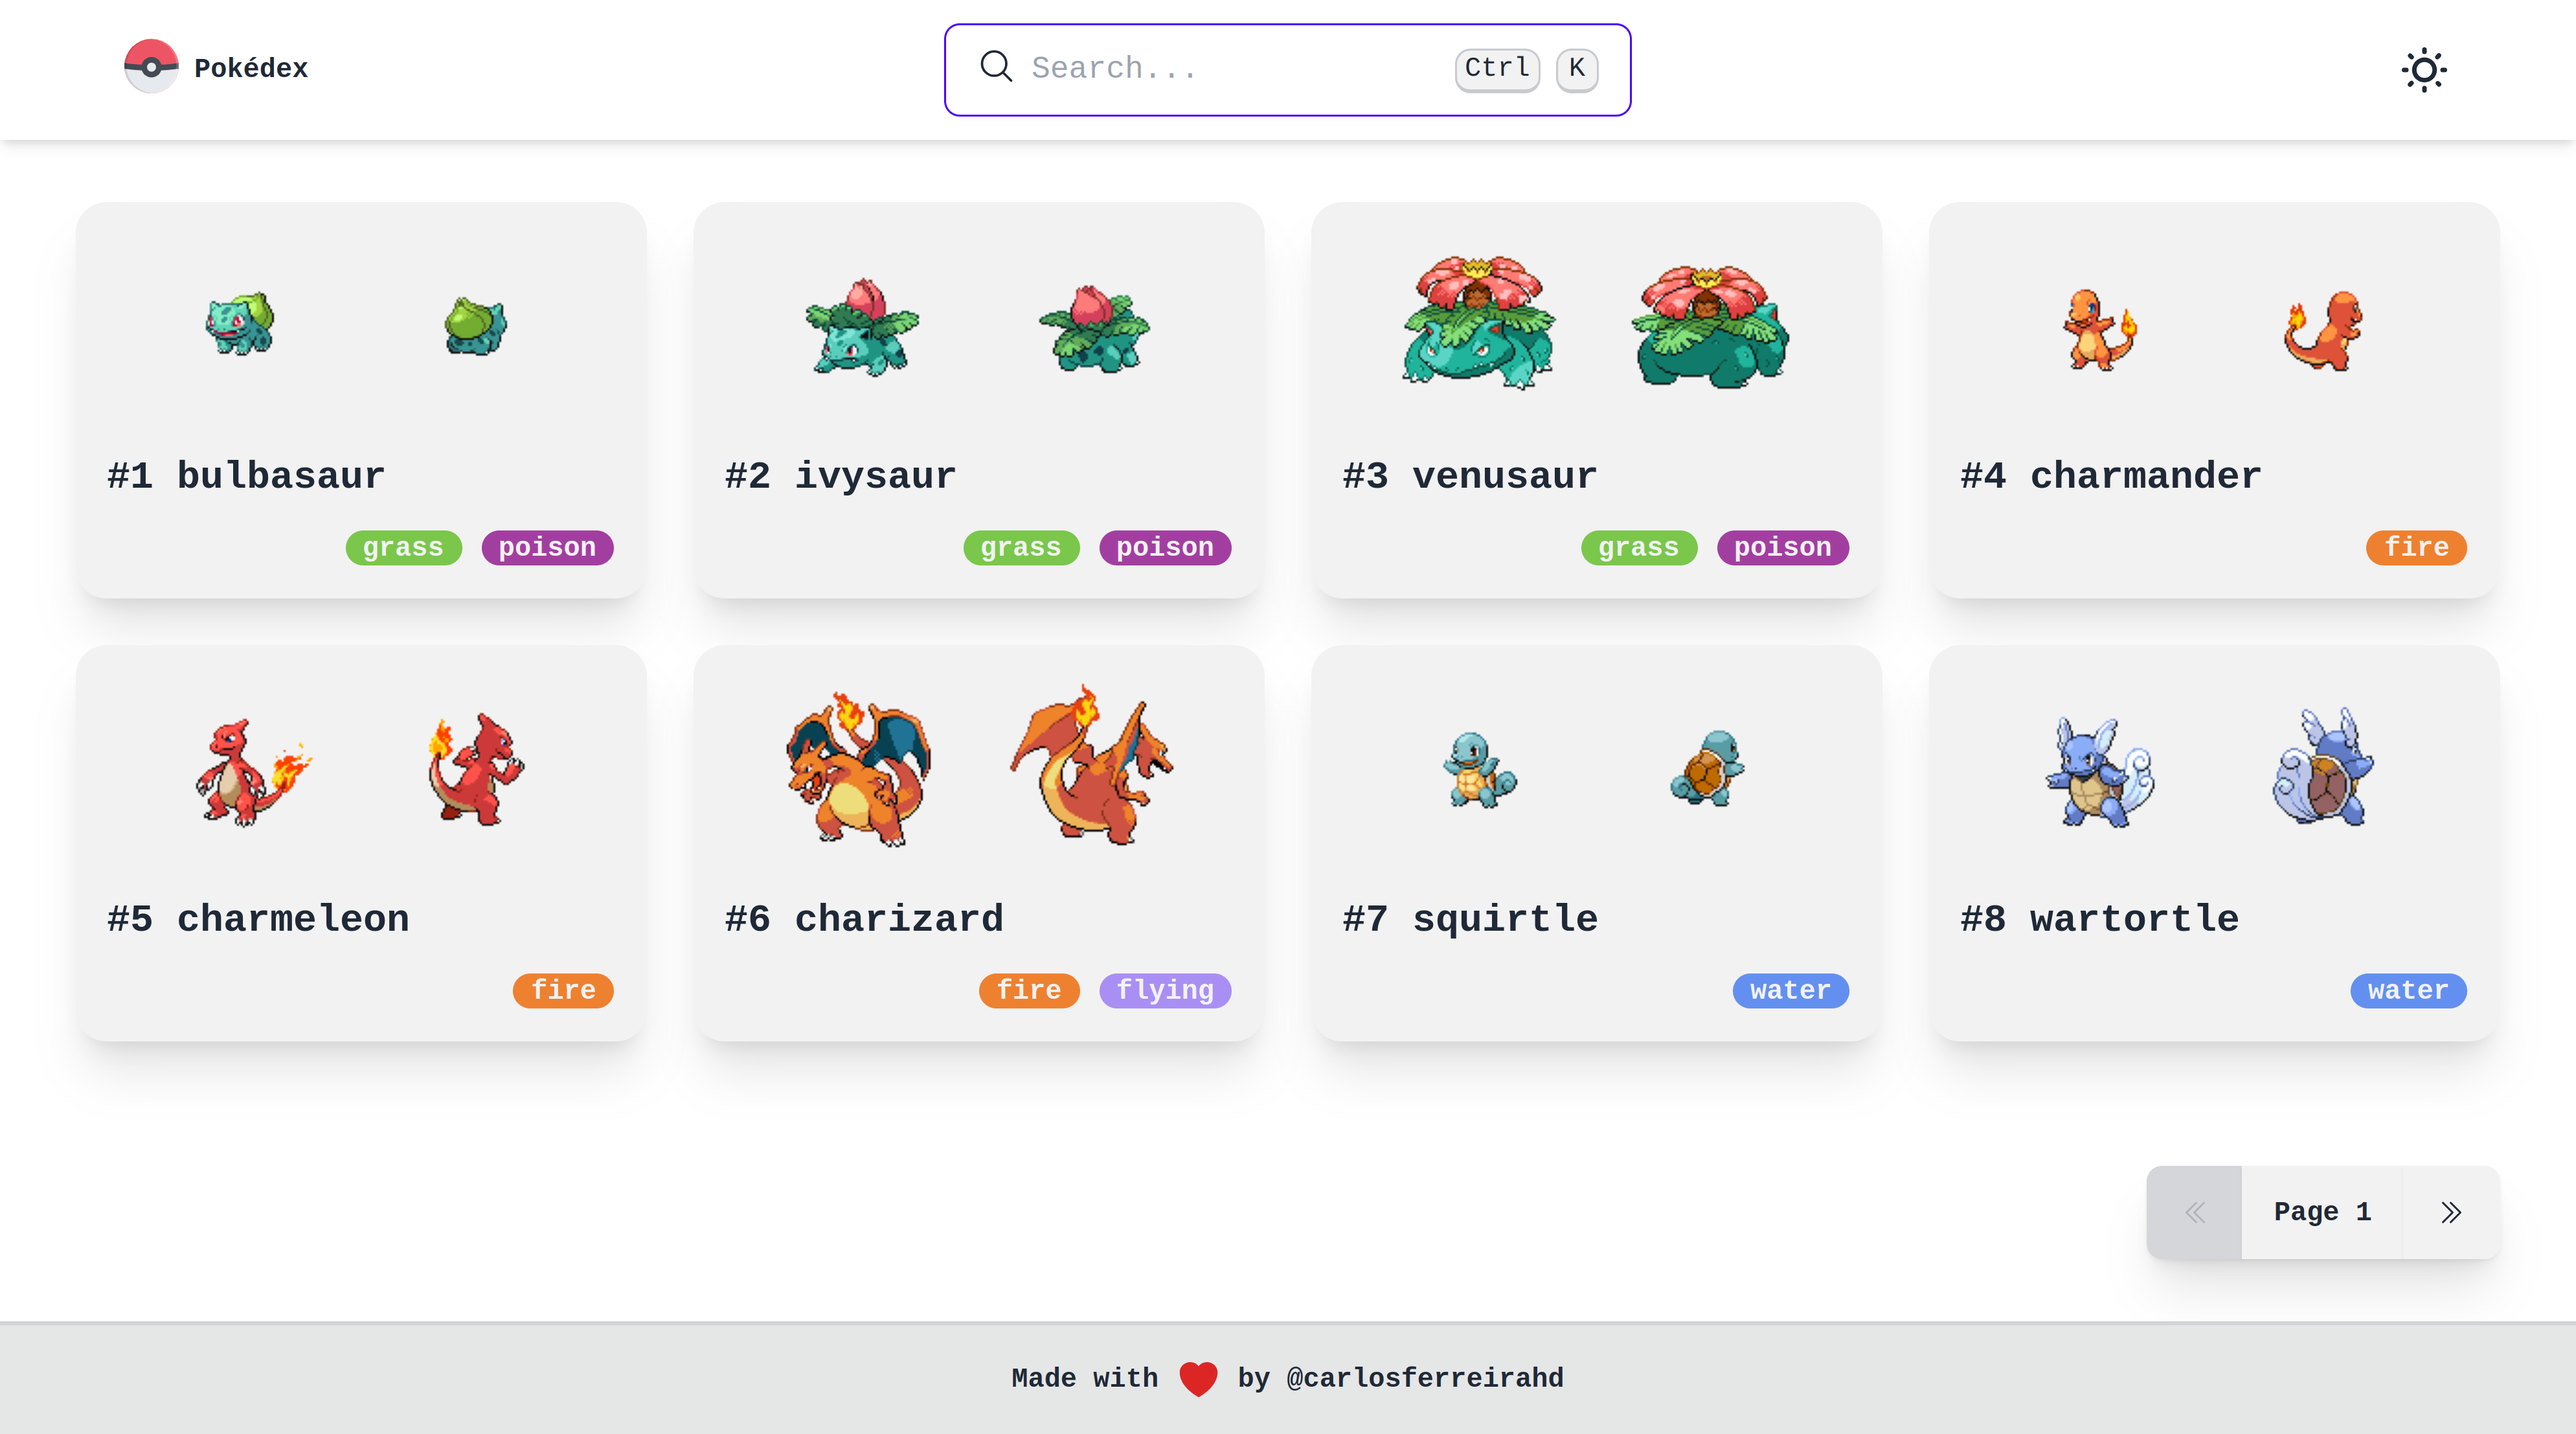 Pokédex
Search...
Ctrl K
#1 bulbasaur
grass poison
#2 ivysaur
grass poison
#3 venusaur
grass poison
#4 charmander
fire
#5 charmeleon
fire
#6 charizard
fire flying
#7 squirtle
water
#8 wartortle
water
Page 1
Made with by @carlosferreirahd